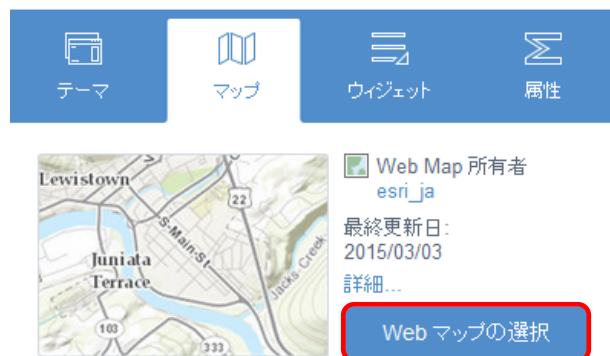 テーマ
マップ
ウィジェット
属性
Lewistown
22
S-Main-St
Juniata
Terrace
Jacks-Creek
103
333
Web Map 所有者
esri_ja
最終更新日:
2015/03/03
詳細...
Web マップの選択